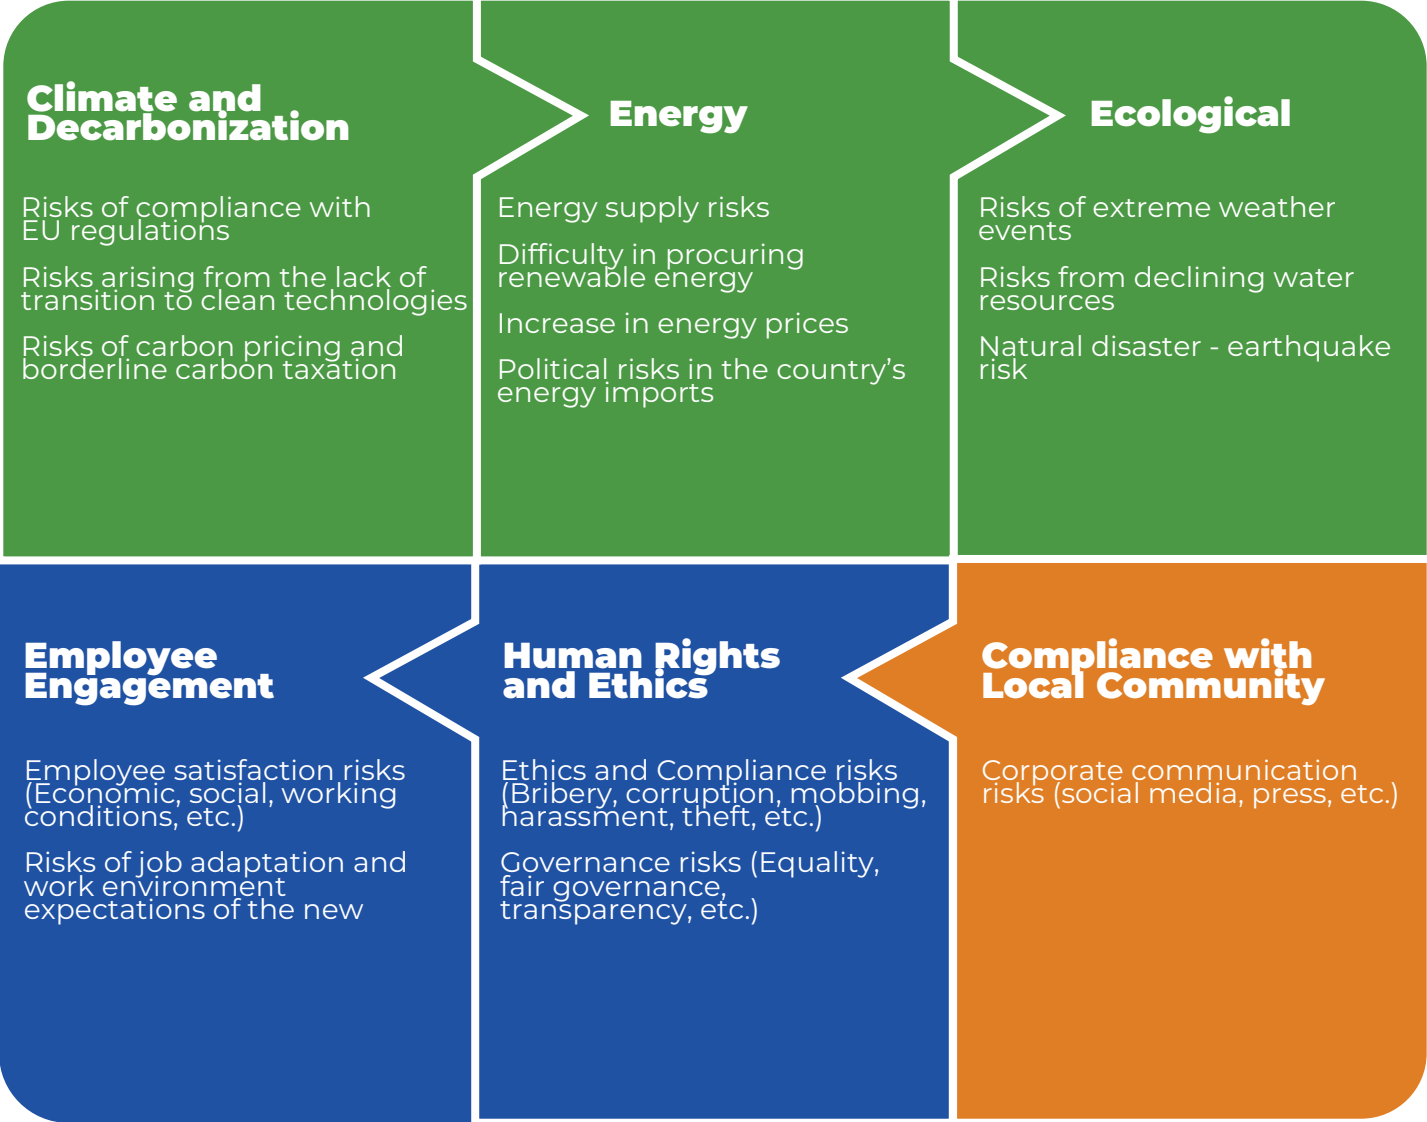 Climate and
Decarbonization
Risks of compliance with
EU regulations
Risks arising from the lack of
transition to clean technologies
Risks of carbon pricing and
borderline carbon taxation
Energy
Energy supply risks
Difficulty in procuring
renewable energy
Increase in energy prices
Political risks in the country’s
energy imports
Ecological
Risks of extreme weather
events
Risks from declining water
resources
Natural disaster - earthquake
risk
Employee
Engagement
Employee satisfaction risks
(Economic, social, working
conditions, etc.)
Risks of job adaptation and
work environment
expectations of the new
Human Rights
and Ethics
Ethics and Compliance risks
(Bribery, corruption, mobbing,
harassment, theft, etc.)
Governance risks (Equality,
fair governance,
transparency, etc.)
Compliance with
Local Community
Corporate communication
risks (social media, press, etc.)